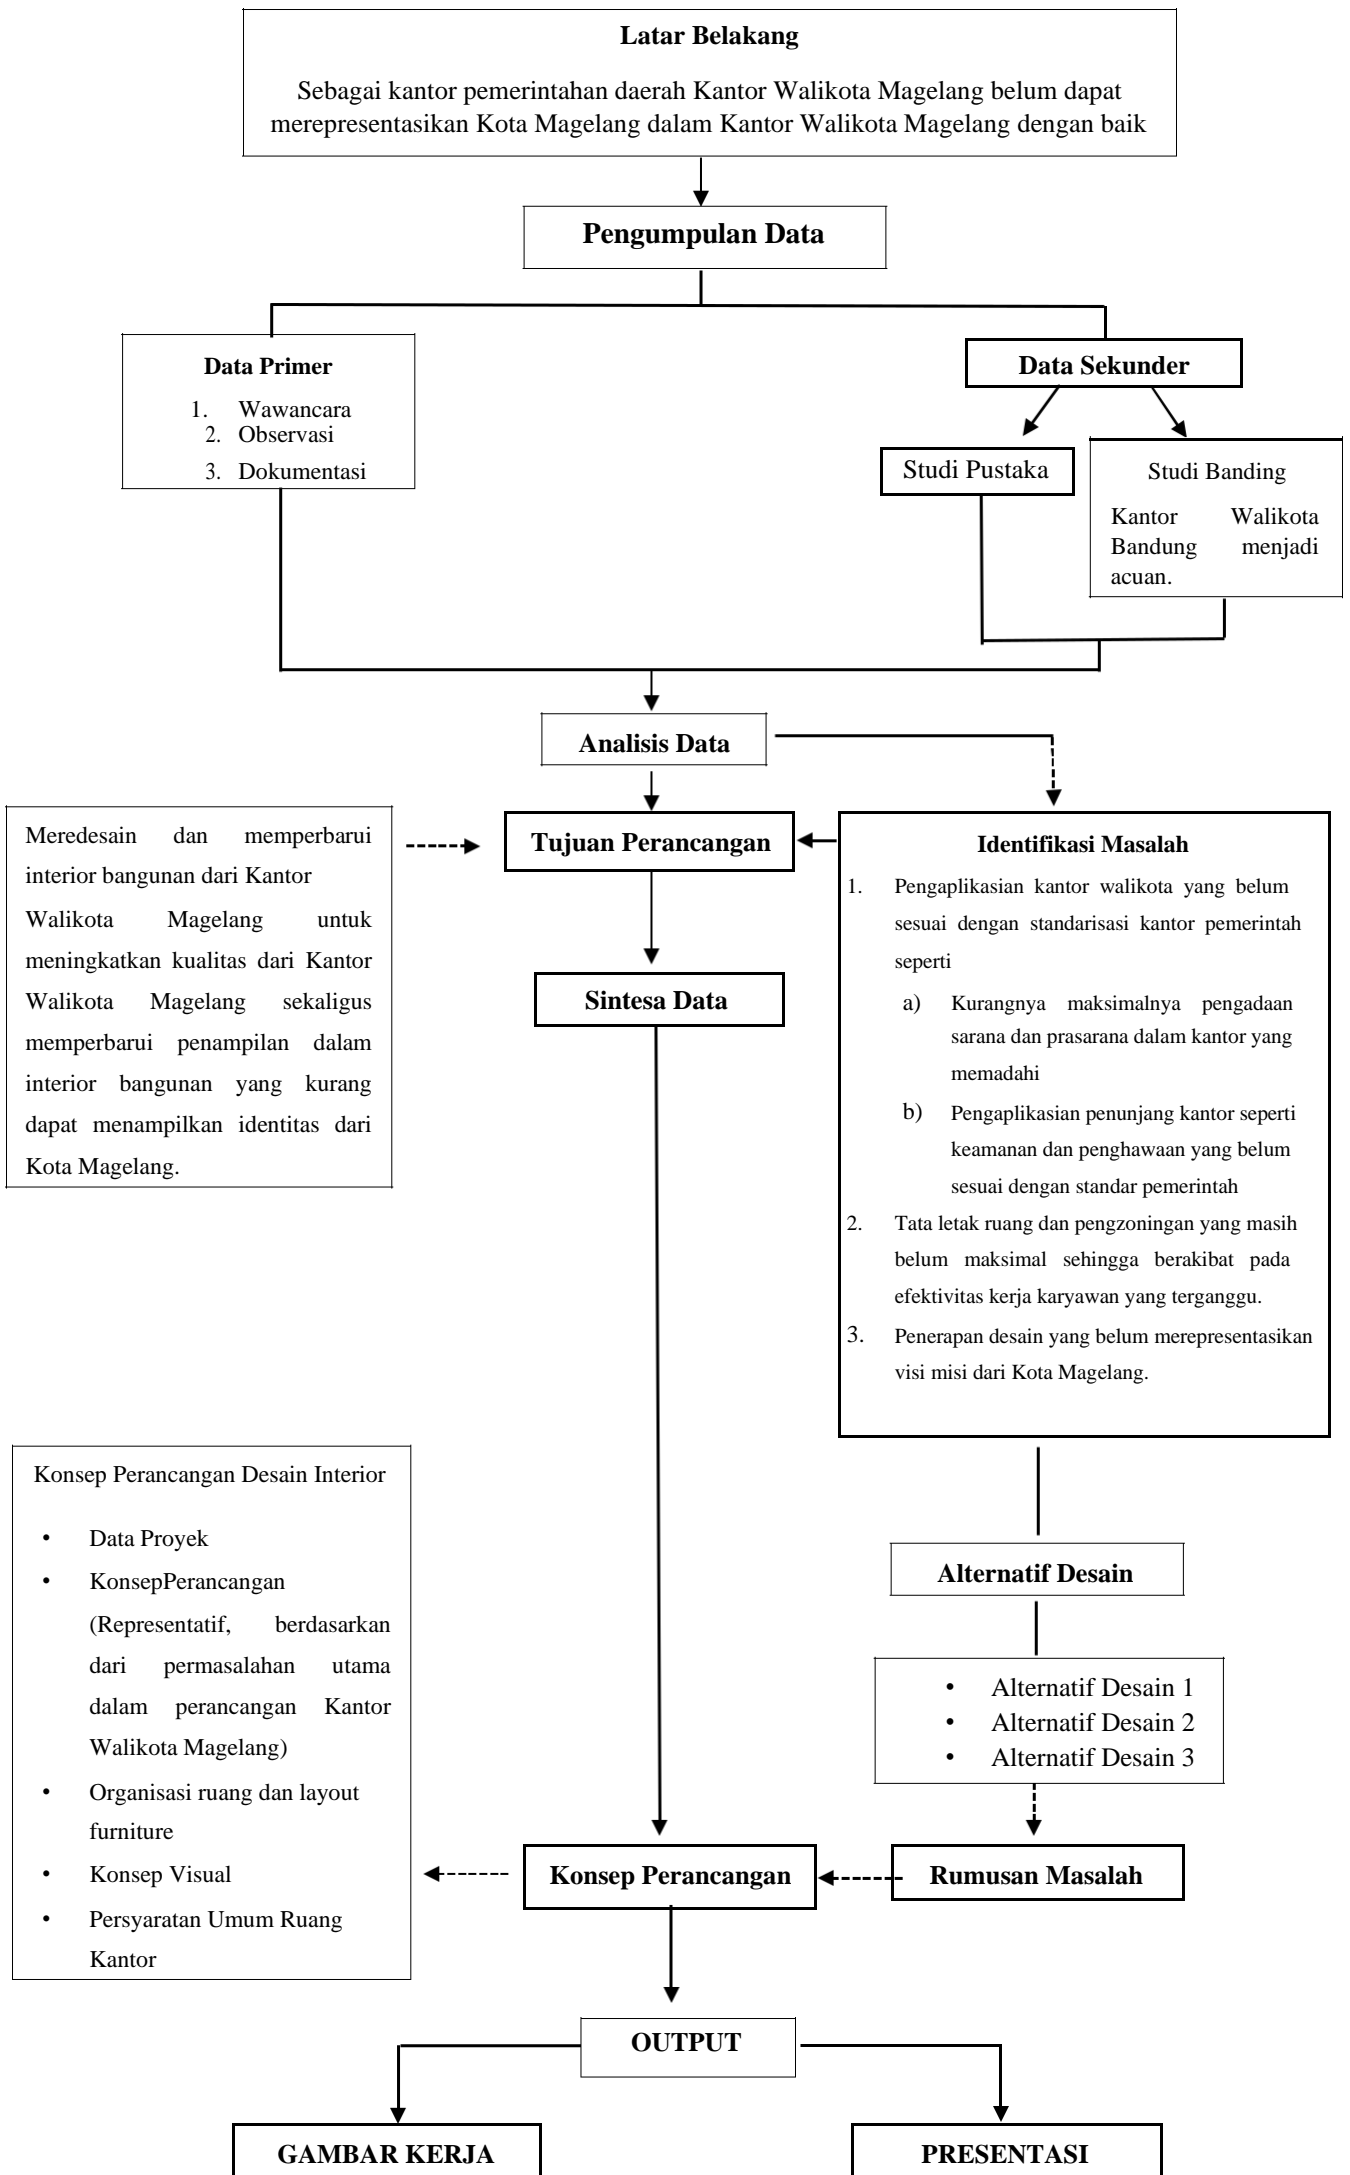 Latar Belakang
Sebagai kantor pemerintahan daerah Kantor Walikota Magelang belum dapat
merepresentasikan Kota Magelang dalam Kantor Walikota Magelang dengan baik
Pengumpulan Data
Data Primer
1. Wawancara
2. Observasi
3. Dokumentasi
Data Sekunder
Studi Pustaka
Studi Banding
Kantor Walikota
Bandung menjadi
acuan.
Analisis Data
Meredesain dan memperbarui
interior bangunan dari Kantor
Walikota Magelang untuk
meningkatkan kualitas dari Kantor
Walikota Magelang sekaligus
memperbarui penampilan dalam
interior bangunan yang kurang
dapat menampilkan identitas dari
Kota Magelang.
Tujuan Perancangan
Sintesa Data
Identifikasi Masalah
1. Pengaplikasian kantor walikota yang belum
sesuai dengan standarisasi kantor pemerintah
seperti
a) Kurangnya maksimalnya pengadaan
sarana dan prasarana dalam kantor yang
memadahi
b) Pengaplikasian penunjang kantor seperti
keamanan dan penghawaan yang belum
sesuai dengan standar pemerintah
2. Tata letak ruang dan pengzoningan yang masih
belum maksimal sehingga berakibat pada
efektivitas kerja karyawan yang terganggu.
3. Penerapan desain yang belum merepresentasikan
visi misi dari Kota Magelang.
Konsep Perancangan Desain Interior
• Data Proyek
• KonsepPerancangan
(Representatif, berdasarkan
dari permasalahan utama
dalam perancangan Kantor
Walikota Magelang)
• Organisasi ruang dan layout
furniture
• Konsep Visual
• Persyaratan Umum Ruang
Kantor
Alternatif Desain
• Alternatif Desain 1
• Alternatif Desain 2
• Alternatif Desain 3
Konsep Perancangan
Rumusan Masalah
OUTPUT
GAMBAR KERJA
PRESENTASI